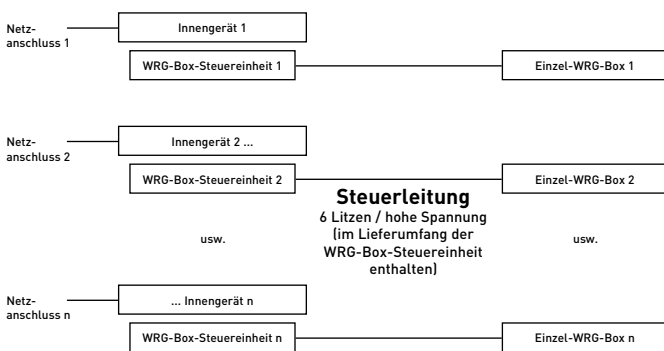 Netz-
anschluss 1
Innengerät 1
WRG-Box-Steuereinheit 1
Einzel-WRG-Box 1
Netz-
anschluss 2
Innengerät 2 ...
WRG-Box-Steuereinheit 2
Einzel-WRG-Box 2
Steuerleitung
6 Litzen / hohe Spannung
(im Lieferumfang der
WRG-Box-Steuereinheit
enthalten)
usw.
usw.
Netz-
anschluss n
... Innengerät n
WRG-Box-Steuereinheit n
Einzel-WRG-Box n